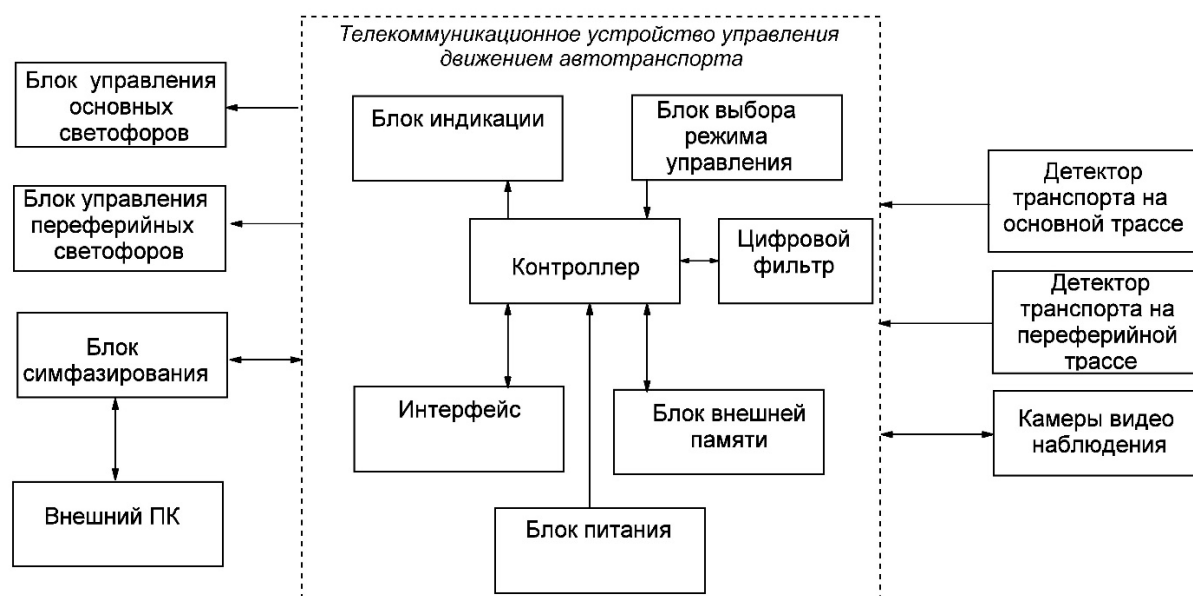 Телекоммуникационное устройство управления
движением автотранспорта
Блок управления
основных
светофоров
Блок управления
переферийных
светофоров
Блок
симфазирования
Внешний ПК
Блок индикации
Блок выбора
режима
управления
Контроллер
Цифровой
фильтр
Интерфейс
Блок внешней
памяти
Блок питания
Детектор
транспорта на
основной трассе
Детектор
транспорта на
переферийной
трассе
Камеры видео
наблюдения